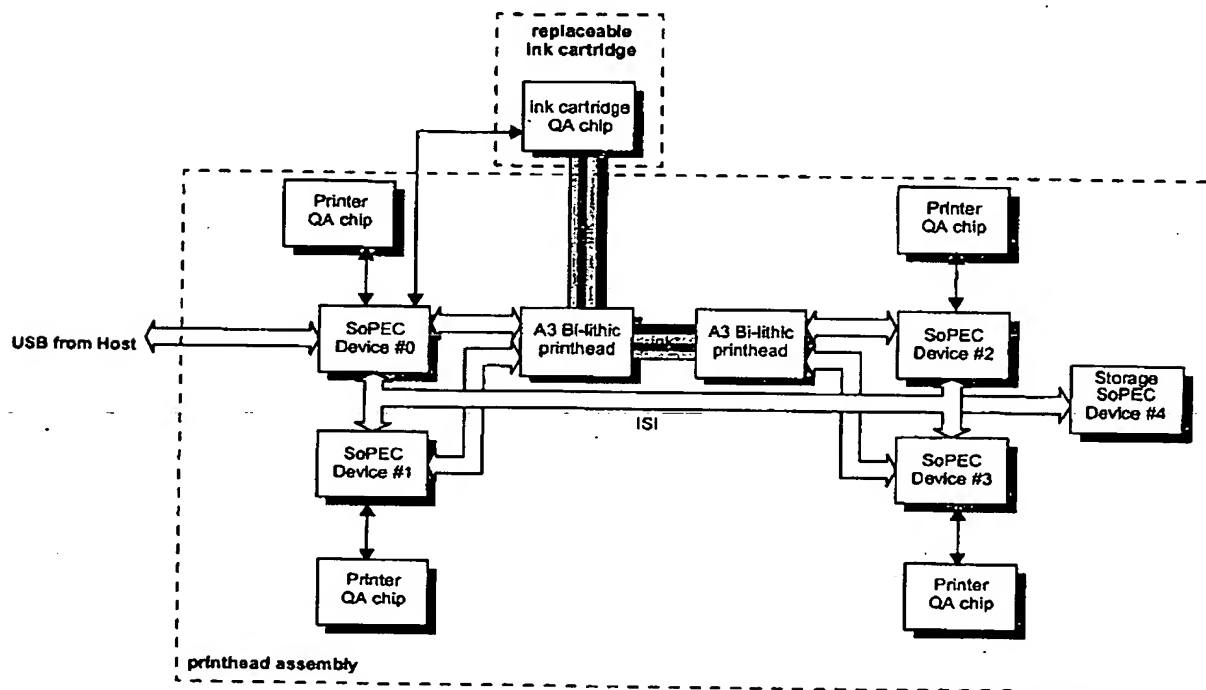 replaceable
ink cartridge
ink cartridge
QA chip
Printer
QA chip
Printer
QA chip
USB from Host
SoPEC
Device #0
A3 Bi-lithic
printhead
ink
A3 Bi-lithic
printhead
SoPEC
Device #2
Storage
SoPEC
Device #4
ISI
SoPEC
Device #1
SoPEC
Device #3
Printer
QA chip
Printer
QA chip
printhead assembly